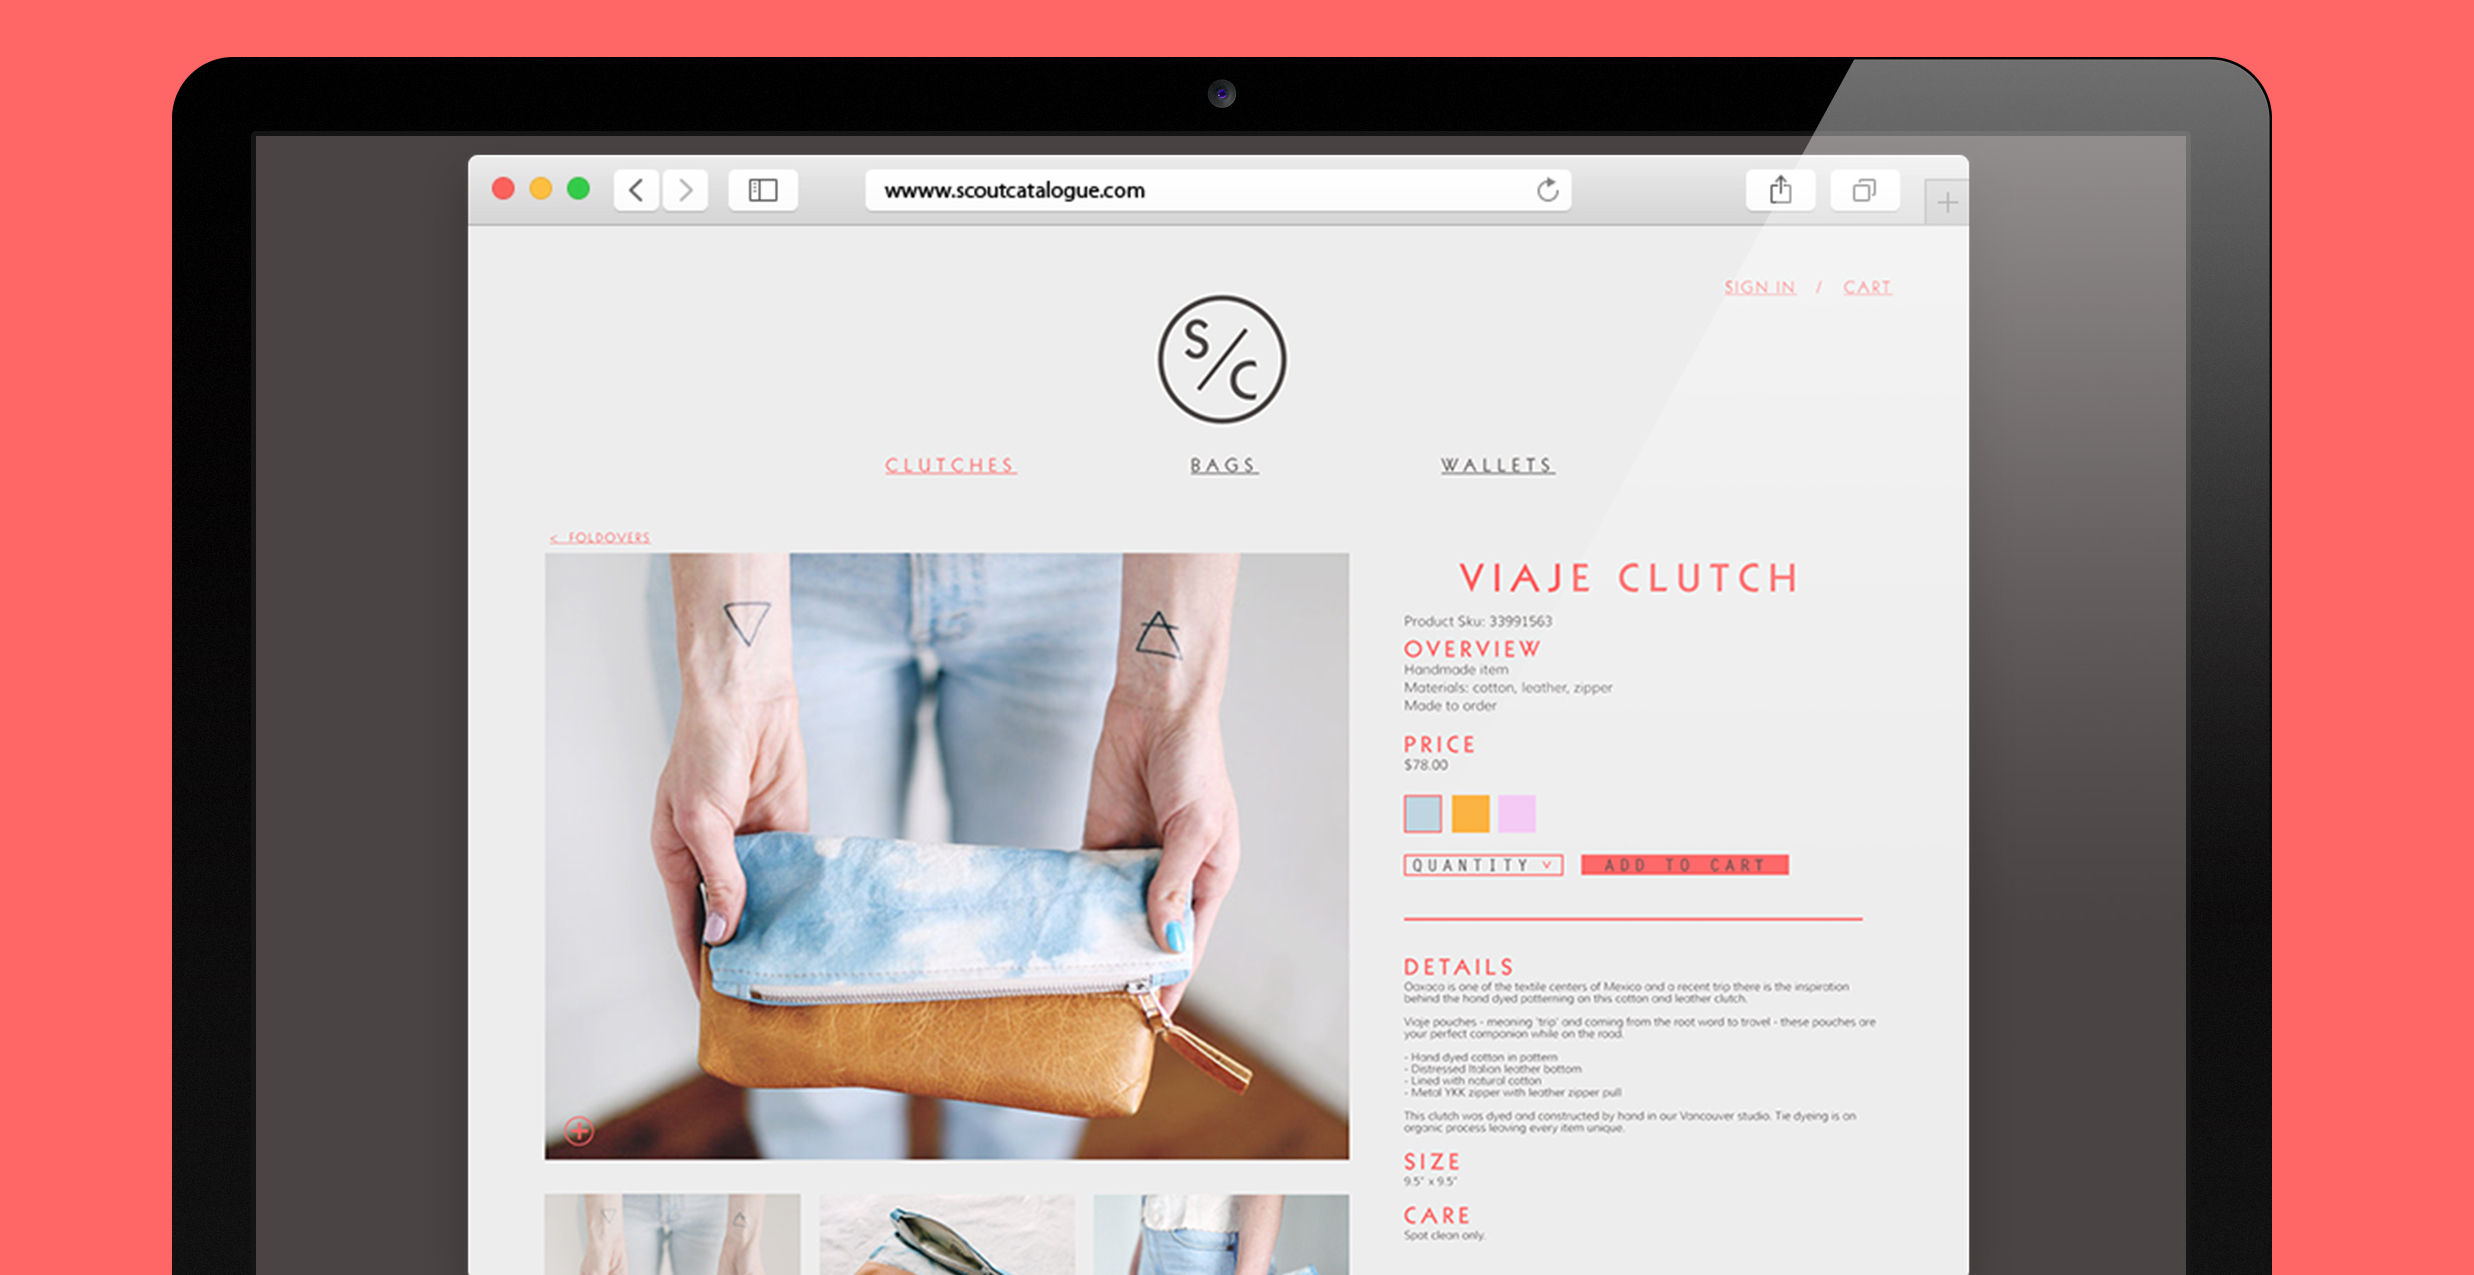 wwww.scoutcatalogue.com
SIGN IN / CART
S/C
CLUTCHES BAGS WALLETS
< FOLDOVERS
VIAJE CLUTCH
Product Sku: 33991563
OVERVIEW
Handmade item
Materials: cotton, leather, zipper
Made to order
PRICE
$78.00
QUANTITY v ADD TO CART
DETAILS
Oaxaca is one of the textile centers of Mexico and a recent trip there is the inspiration
behind the hand dyed patterning on this cotton and leather clutch.
Viaje pouches - meaning 'trip' and coming from the root word to travel - these pouches are
your perfect companion while on the road.
- Hand dyed cotton in pattern
- Distressed Italian leather bottom
- Lined with natural cotton
- Metal YKK zipper with leather zipper pull
This clutch was dyed and constructed by hand in our Vancouver studio. Tie dyeing is an
organic process leaving every item unique.
SIZE
9.5" x 9.5"
CARE
Spot clean only.